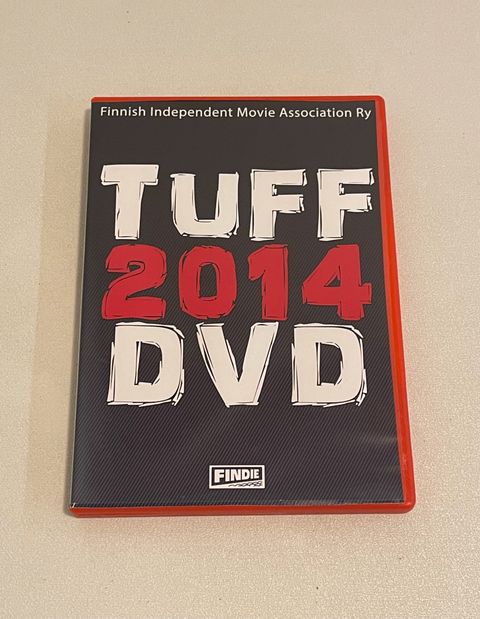 Finnish Independent Movie Association Ry
TUFF
2014
DVD
FINDIE